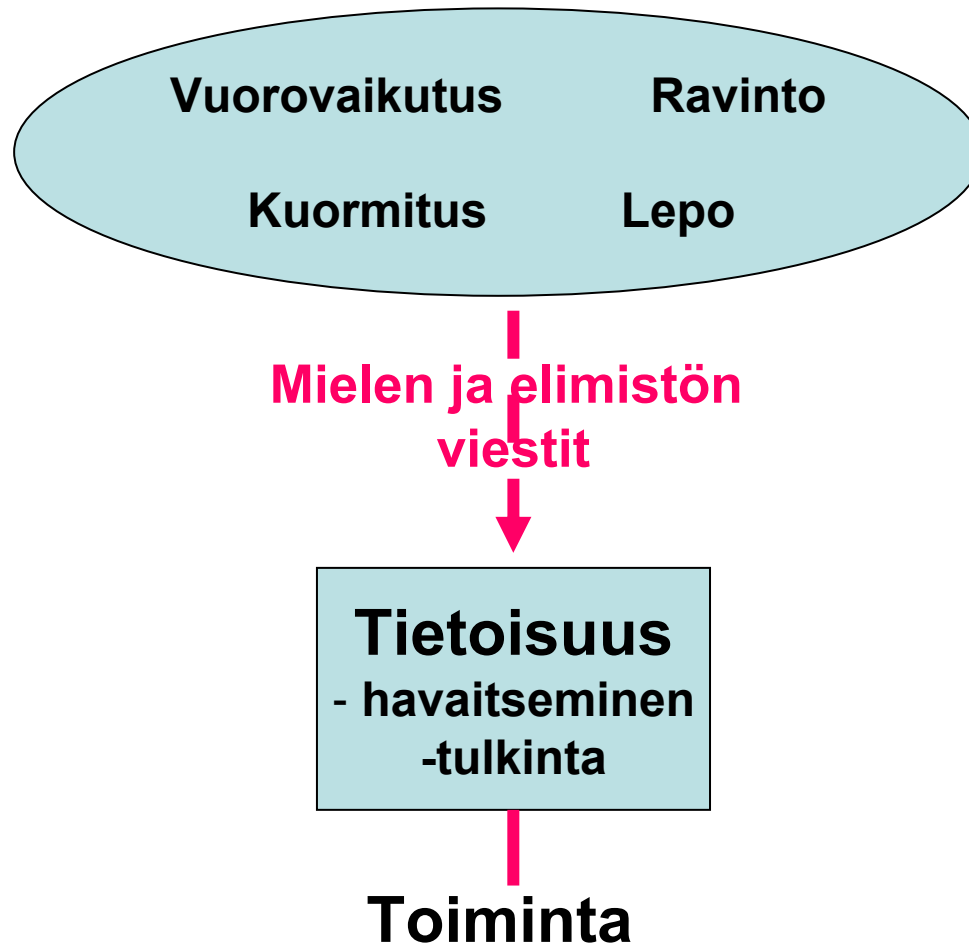 Vuorovaikutus Ravinto
Kuormitus Lepo
Mielen ja elimistön
viestit
Tietoisuus
- havaitseminen
-tulkinta
Toiminta